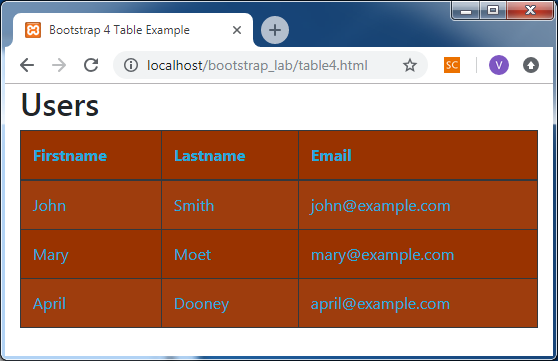 Bootstrap 4 Table Example
localhost/bootstrap_lab/table4.html
SC
V
Users
Firstname Lastname Email
John Smith john@example.com
Mary Moet mary@example.com
April Dooney april@example.com